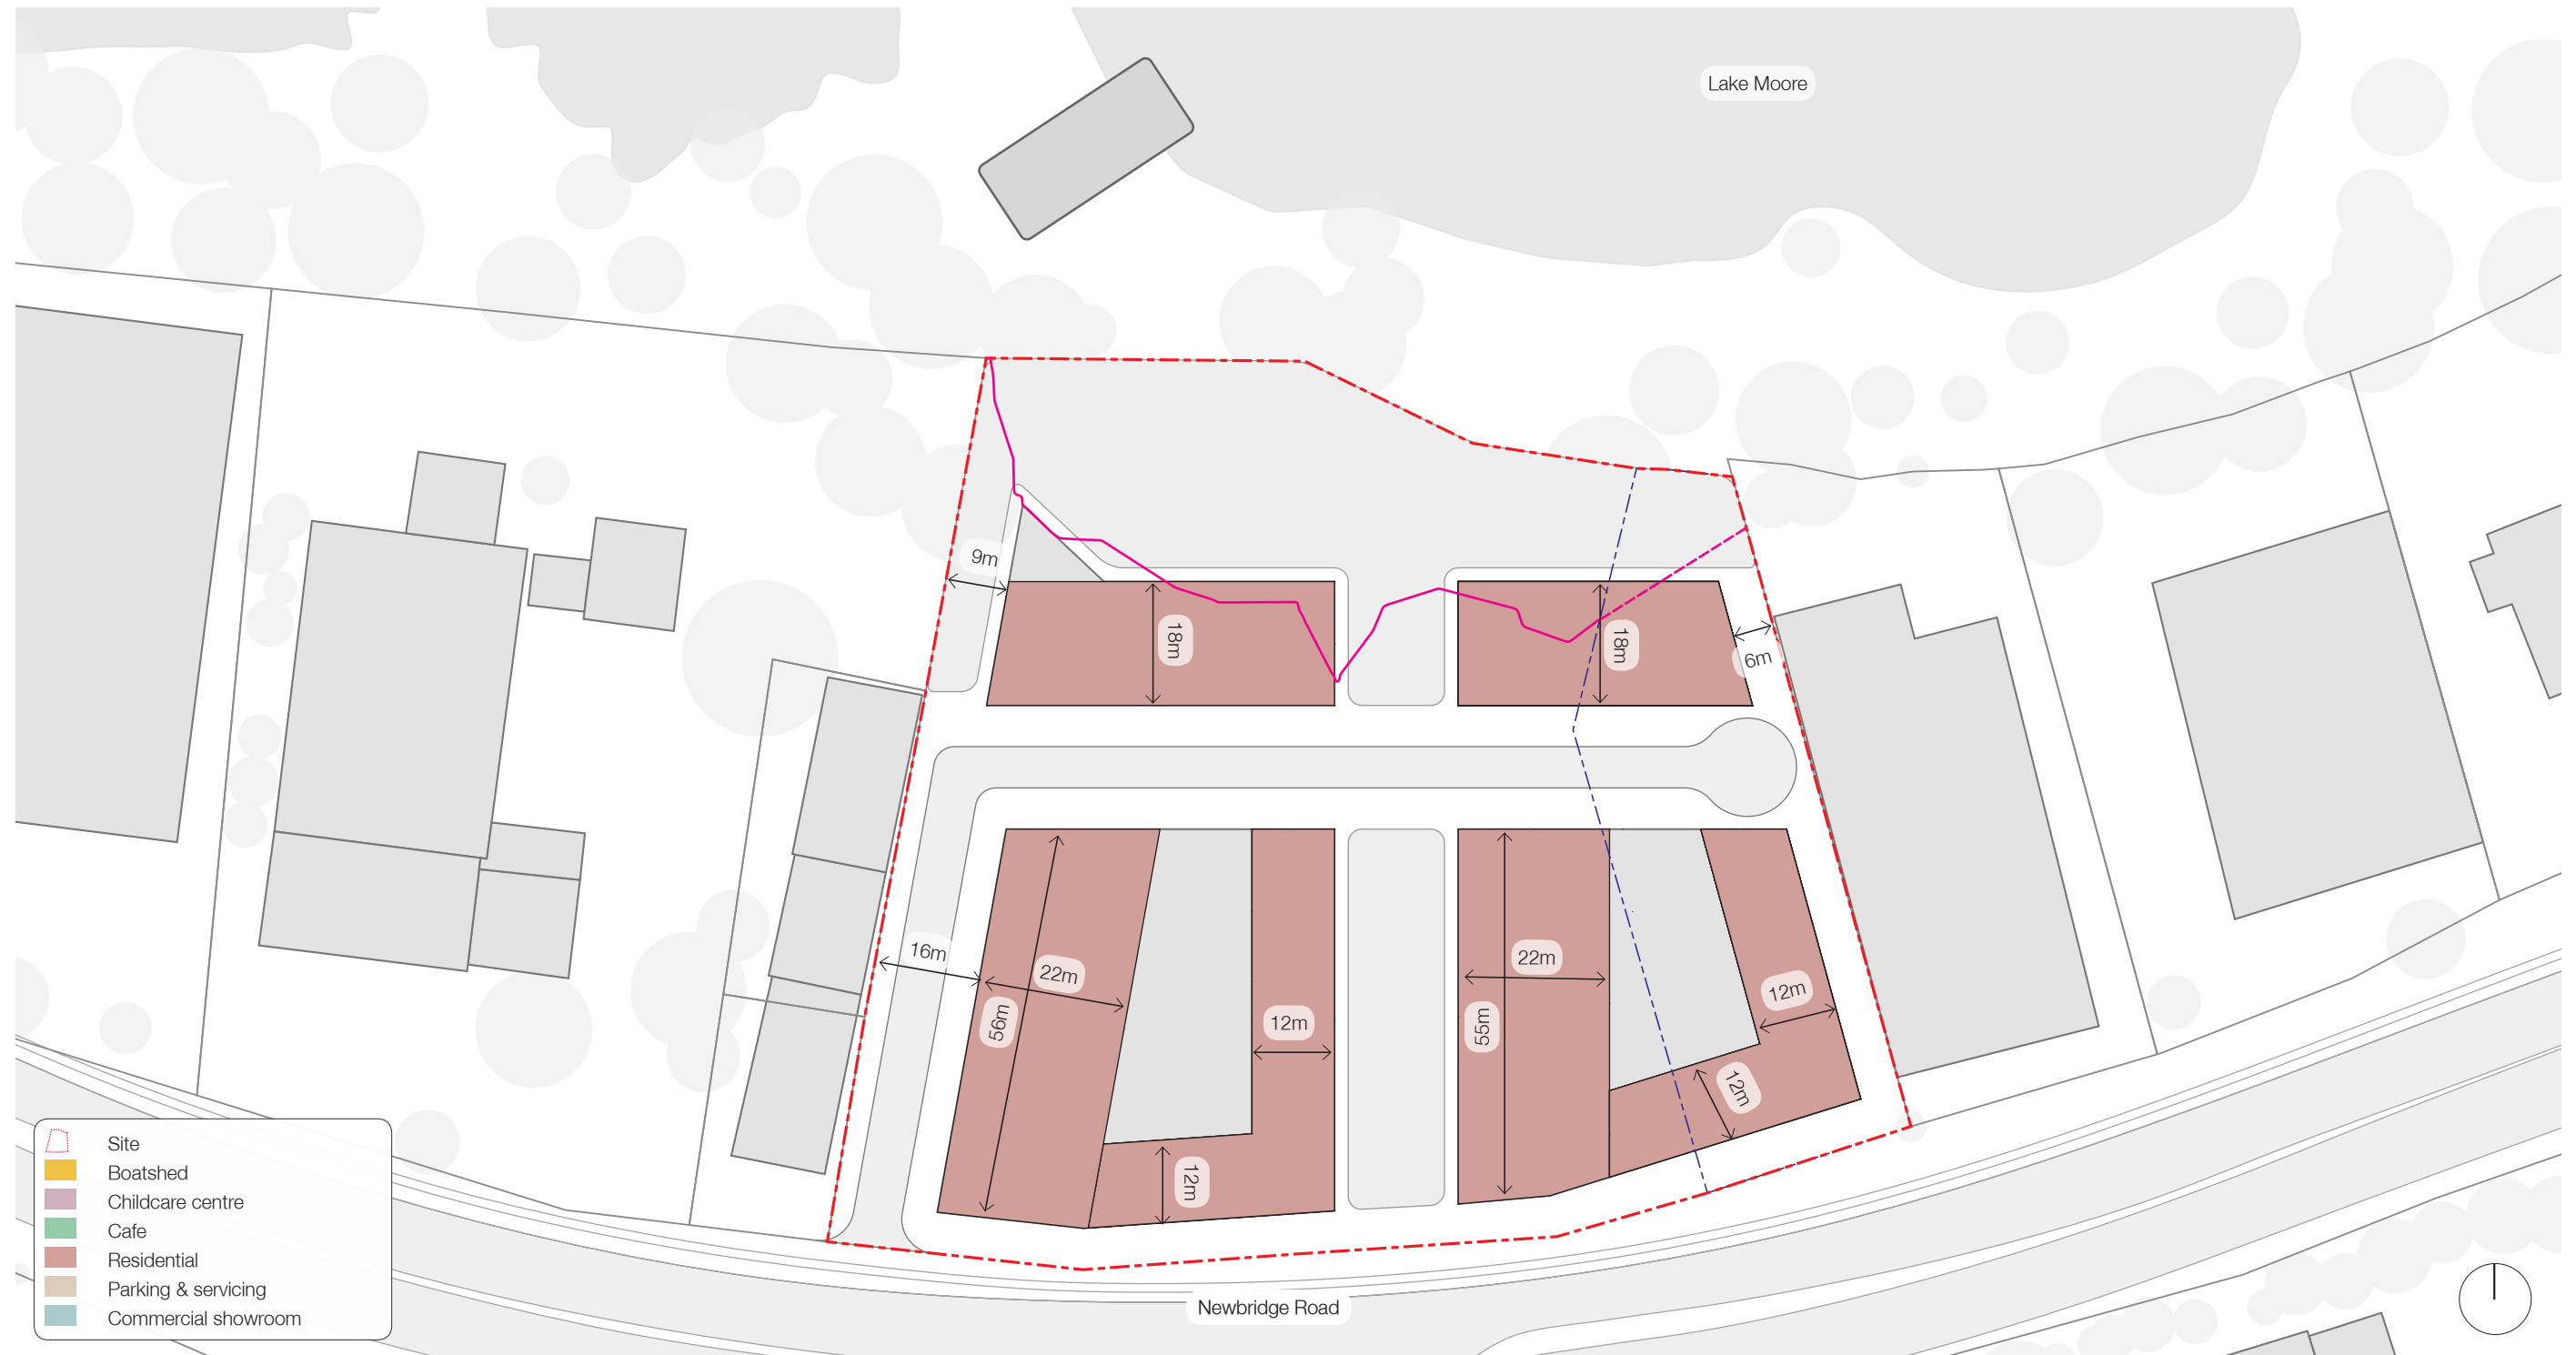 Lake Moore
9m
18m
18m
6m
16m
22m
56m
12m
12m
22m
55m
12m
12m
Newbridge Road
Site
Boatshed
Childcare centre
Cafe
Residential
Parking & servicing
Commercial showroom